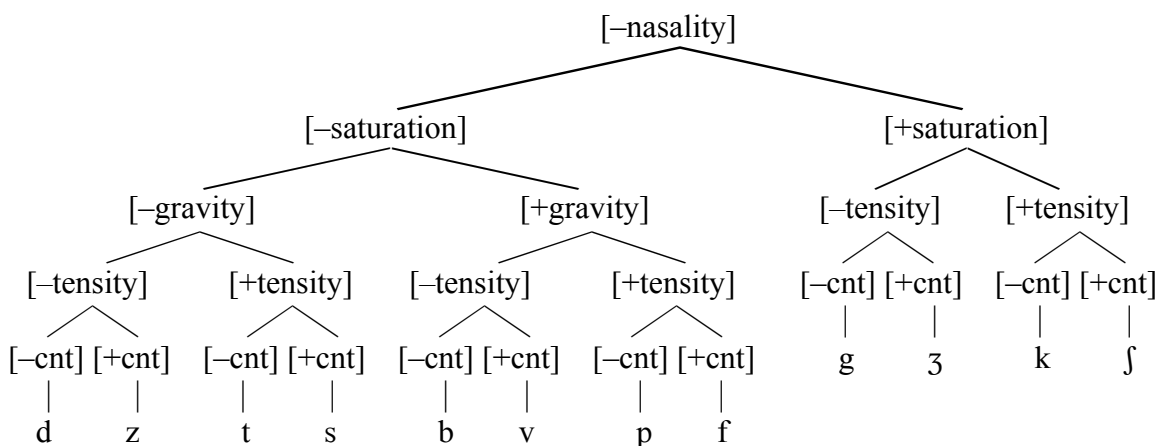 [–nasality]
[–saturation] [+saturation]
[–gravity] [+gravity] [–tensity] [+tensity]
[–tensity] [+tensity] [–tensity] [+tensity] [–cnt] [+cnt] [–cnt] [+cnt]
[–cnt] [+cnt] [–cnt] [+cnt] [–cnt] [+cnt] [–cnt] [+cnt] g ʒ k ʃ
d z t s b v p f